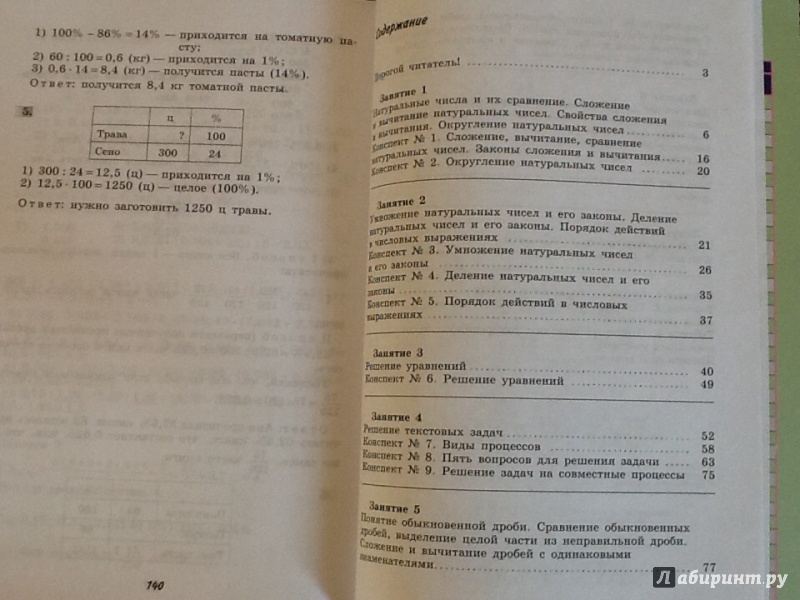 1) 100% – 86% = 14% — приходится на томатную па-
сту;
2) 60 : 100 = 0,6 (кг) — приходится на 1%;
3) 0,6 · 14 = 8,4 (кг) — получится пасты (14%).
Ответ: получится 8,4 кг томатной пасты.
5.
ц %
Трава ? 100
Сено 300 24
1) 300 : 24 = 12,5 (ц) — приходится на 1%;
2) 12,5 · 100 = 1250 (ц) — целое (100%).
Ответ: нужно заготовить 1250 ц травы.
140
Содержание
Дорогой читатель! 3
Занятие 1
Натуральные числа и их сравнение. Сложение
и вычитание натуральных чисел. Свойства сложения
и вычитания. Округление натуральных чисел 6
Конспект № 1. Сложение, вычитание, сравнение
натуральных чисел. Законы сложения и вычитания 16
Конспект № 2. Округление натуральных чисел 20
Занятие 2
Умножение натуральных чисел и его законы. Деление
натуральных чисел и его законы. Порядок действий
в числовых выражениях 21
Конспект № 3. Умножение натуральных чисел
и его законы 26
Конспект № 4. Деление натуральных чисел и его
законы 35
Конспект № 5. Порядок действий в числовых
выражениях 37
Занятие 3
Решение уравнений 40
Конспект № 6. Решение уравнений 49
Занятие 4
Решение текстовых задач 52
Конспект № 7. Виды процессов 58
Конспект № 8. Пять вопросов для решения задачи 63
Конспект № 9. Решение задач на совместные процессы 75
Занятие 5
Понятие обыкновенной дроби. Сравнение обыкновенных
дробей, выделение целой части из неправильной дроби.
Сложение и вычитание дробей с одинаковыми
знаменателями 77
Лабиринт.ру